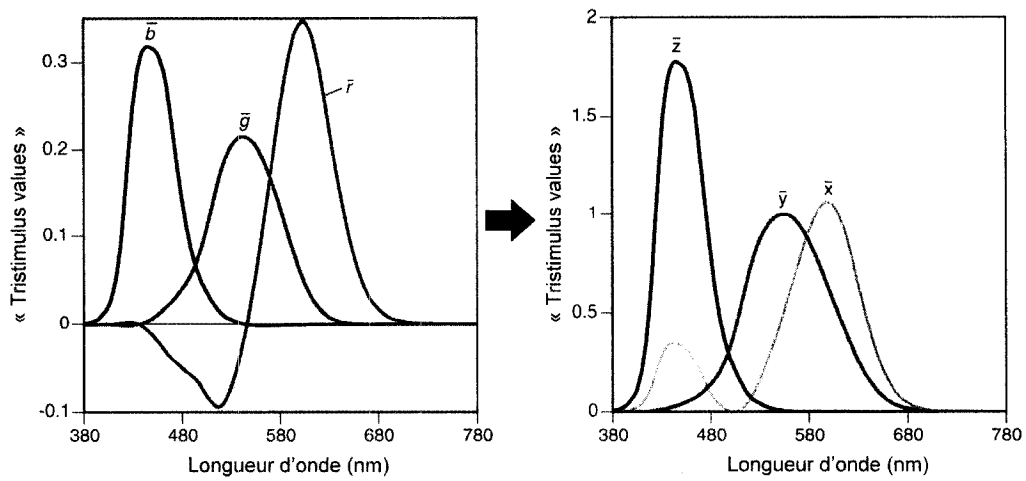 b̄
0.3
r̄
ḡ
0.2
0.1
0
-0.1
« Tristimulus values »
380
480
580
680
780
Longueur d'onde (nm)
2
z̄
1.5
ȳ
x̄
1
0.5
0
« Tristimulus values »
380
480
580
680
780
Longueur d'onde (nm)